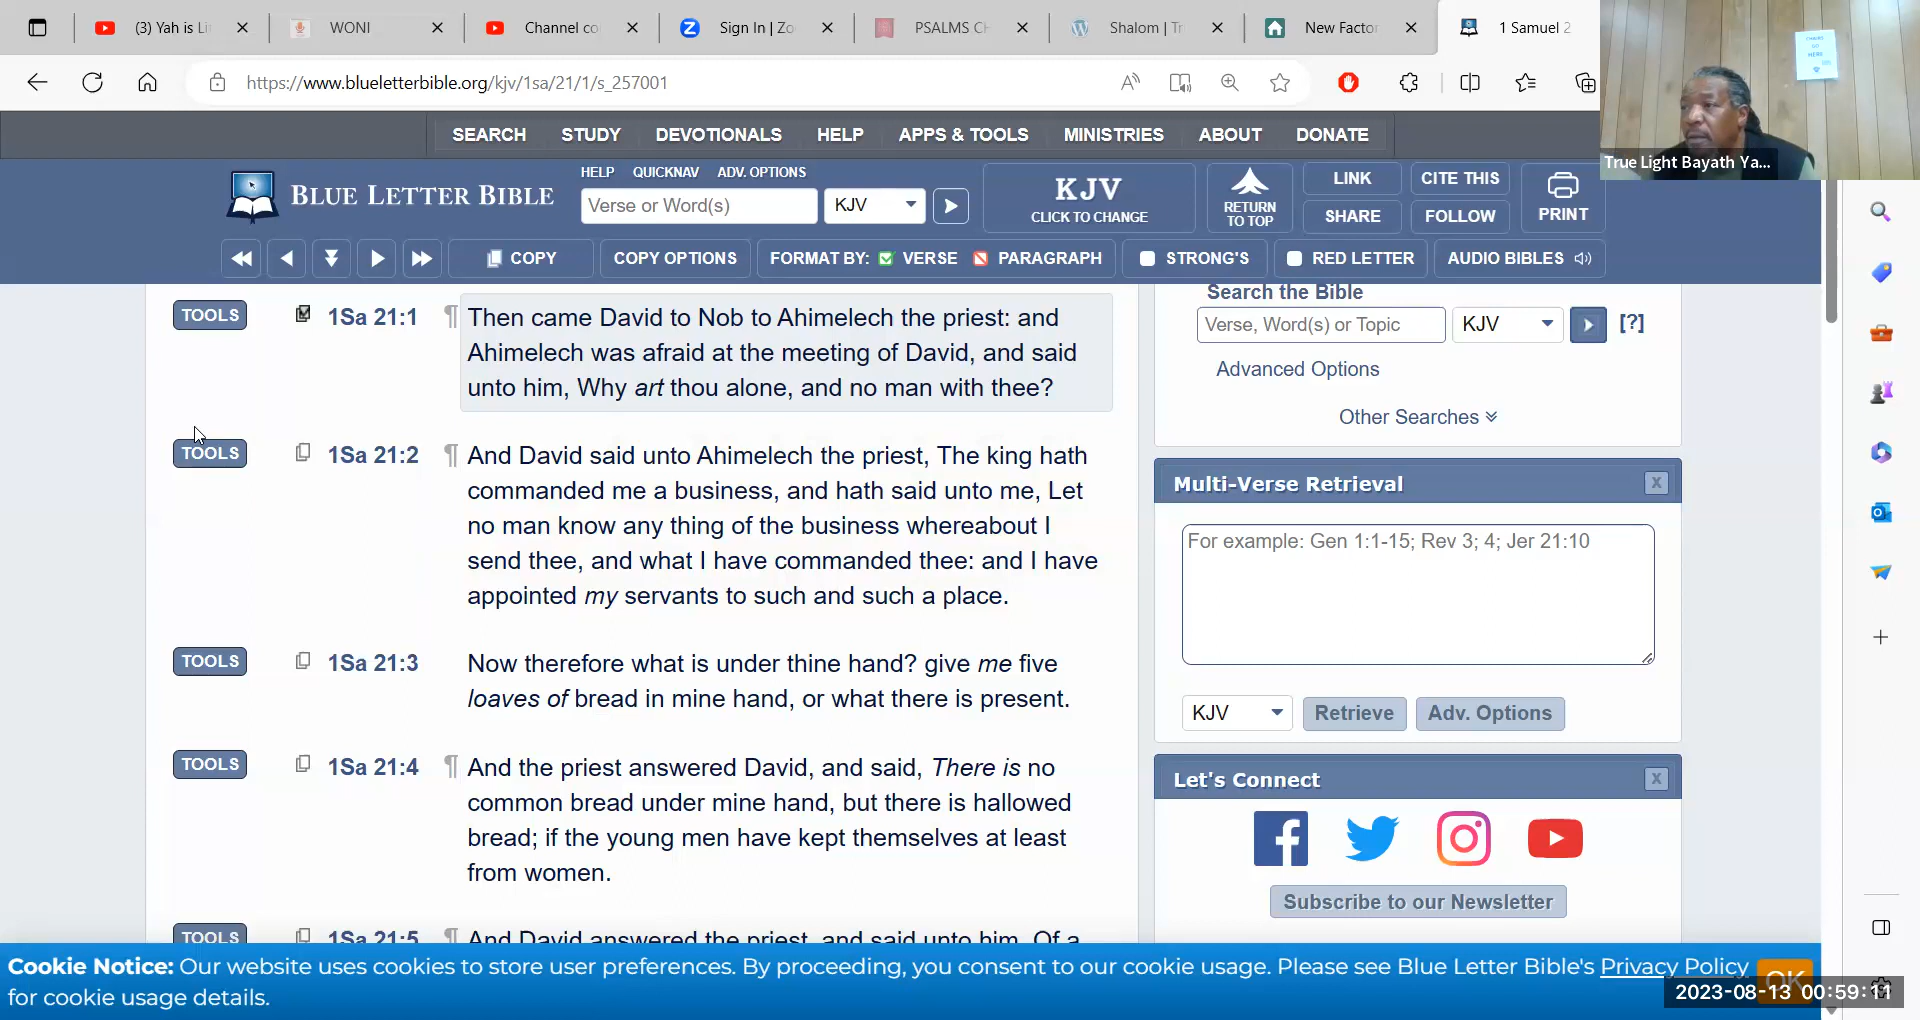 (3) Yah is Li
WONI
Channel co
Sign In | Zo
PSALMS CH
Shalom | Tr
New Factor
1 Samuel 2
https://www.blueletterbible.org/kjv/1sa/21/1/s_257001
True Light Bayath Ya...
SEARCH STUDY DEVOTIONALS HELP APPS & TOOLS MINISTRIES ABOUT DONATE
BLUE LETTER BIBLE
HELP QUICKNAV ADV. OPTIONS
Verse or Word(s) KJV
KJV
CLICK TO CHANGE
RETURN
TO TOP
LINK CITE THIS
SHARE FOLLOW
PRINT
COPY COPY OPTIONS FORMAT BY: VERSE PARAGRAPH STRONG'S RED LETTER AUDIO BIBLES
TOOLS 1Sa 21:1 ¶ Then came David to Nob to Ahimelech the priest: and
Ahimelech was afraid at the meeting of David, and said
unto him, Why art thou alone, and no man with thee?
TOOLS 1Sa 21:2 ¶ And David said unto Ahimelech the priest, The king hath
commanded me a business, and hath said unto me, Let
no man know any thing of the business whereabout I
send thee, and what I have commanded thee: and I have
appointed my servants to such and such a place.
TOOLS 1Sa 21:3 Now therefore what is under thine hand? give me five
loaves of bread in mine hand, or what there is present.
TOOLS 1Sa 21:4 ¶ And the priest answered David, and said, There is no
common bread under mine hand, but there is hallowed
bread; if the young men have kept themselves at least
from women.
TOOLS 1Sa 21:5 ¶ And David answered the priest, and said unto him, Of a
Search the Bible
Verse, Word(s) or Topic KJV [?]
Advanced Options
Other Searches
Multi-Verse Retrieval X
For example: Gen 1:1-15; Rev 3; 4; Jer 21:10
KJV Retrieve Adv. Options
Let's Connect X
Subscribe to our Newsletter
Cookie Notice: Our website uses cookies to store user preferences. By proceeding, you consent to our cookie usage. Please see Blue Letter Bible's Privacy Policy
for cookie usage details.
OK
2023-08-13 00:59:11